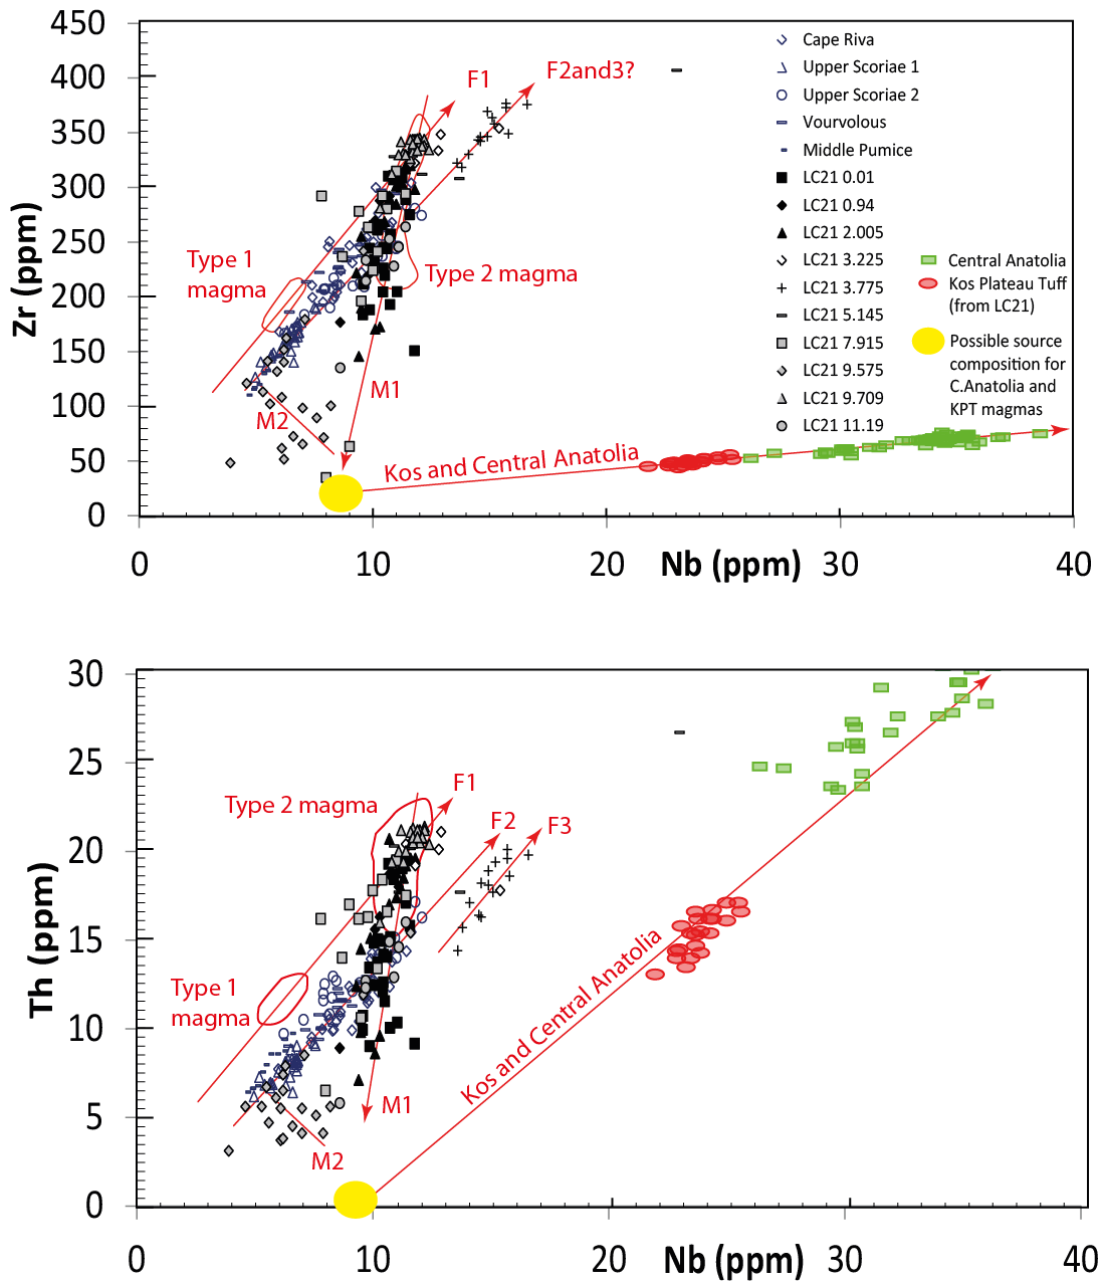 450
400
350
300
250
200
150
100
50
0
Zr (ppm)
0
10
20
Nb (ppm)
30
40
F1
F2and3?
Type 1
magma
Type 2 magma
M1
M2
Kos and Central Anatolia
Cape Riva
Upper Scoriae 1
Upper Scoriae 2
Vourvolous
Middle Pumice
LC21 0.01
LC21 0.94
LC21 2.005
LC21 3.225
LC21 3.775
LC21 5.145
LC21 7.915
LC21 9.575
LC21 9.709
LC21 11.19
Central Anatolia
Kos Plateau Tuff
(from LC21)
Possible source
composition for
C.Anatolia and
KPT magmas
30
25
20
15
10
5
0
Th (ppm)
0
10
20
Nb (ppm)
30
40
Type 2 magma
F1
F2
F3
Type 1
magma
M1
M2
Kos and Central Anatolia